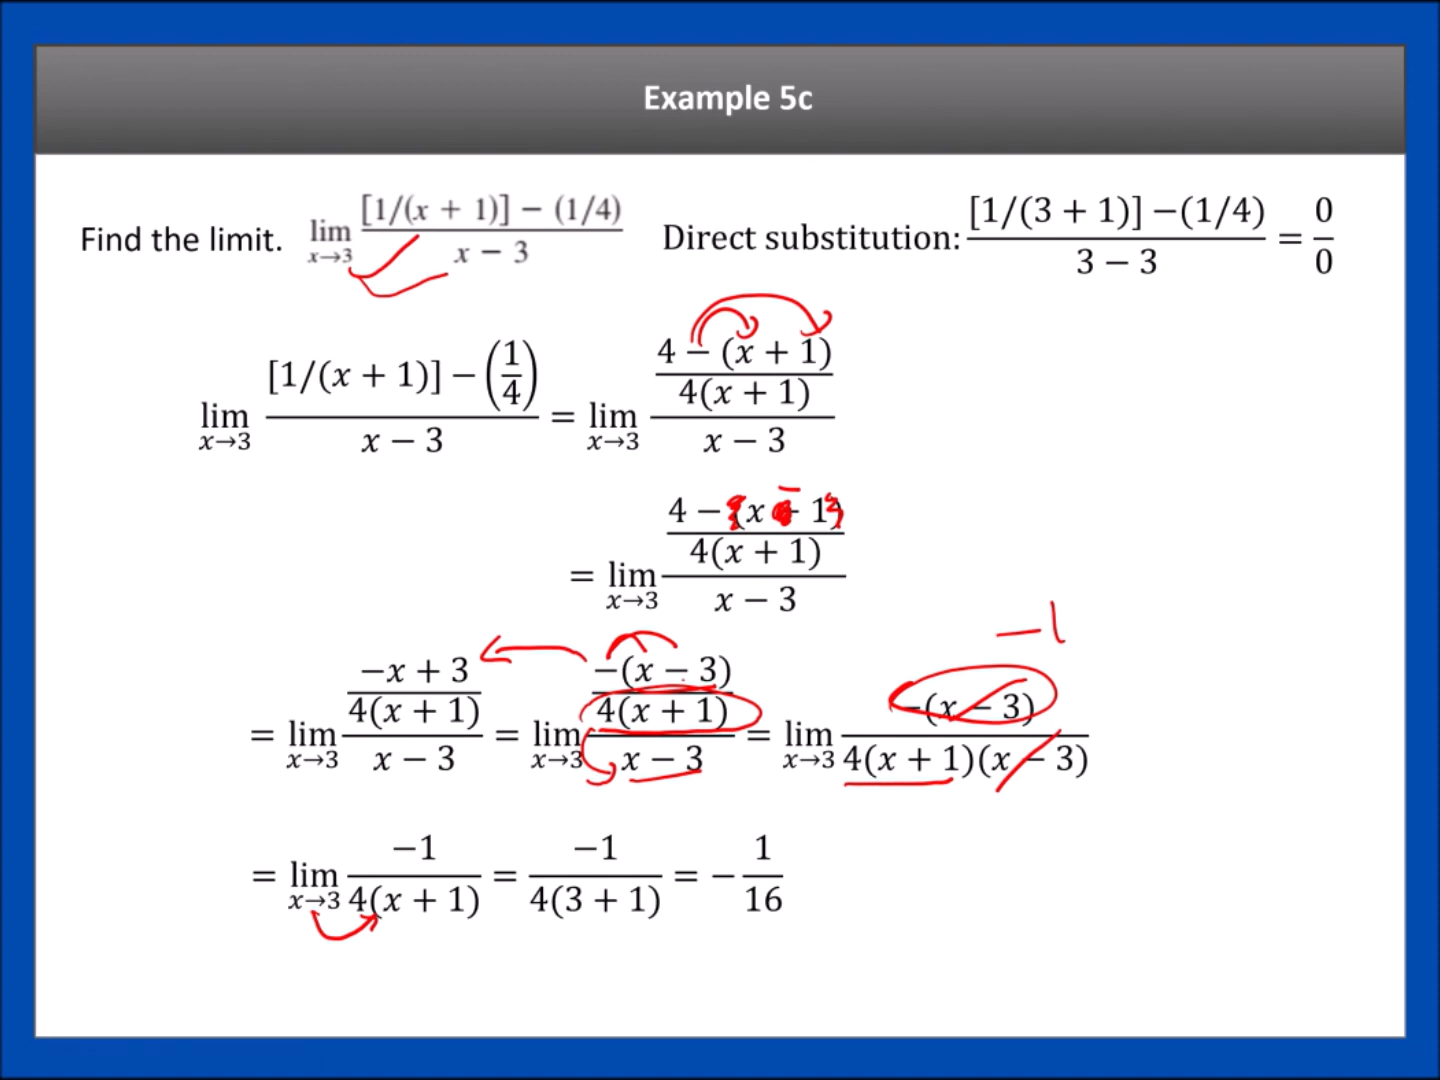 Example 5c
Find the limit. lim x→3 [1/(x + 1)] − (1/4) / x − 3 Direct substitution: [1/(3 + 1)] −(1/4) / 3 − 3 = 0/0
lim x→3 [1/(x + 1)] − (1/4) / x − 3 = lim x→3 4 − (x + 1) / 4(x + 1) / x − 3
= lim x→3 4 − x − 1 / 4(x + 1) / x − 3
−1
= lim x→3 −x + 3 / 4(x + 1) / x − 3 = lim x→3 −(x − 3) / 4(x + 1) / x − 3 = lim x→3 −(x − 3) / 4(x + 1)(x − 3)
= lim x→3 −1 / 4(x + 1) = −1 / 4(3 + 1) = − 1/16